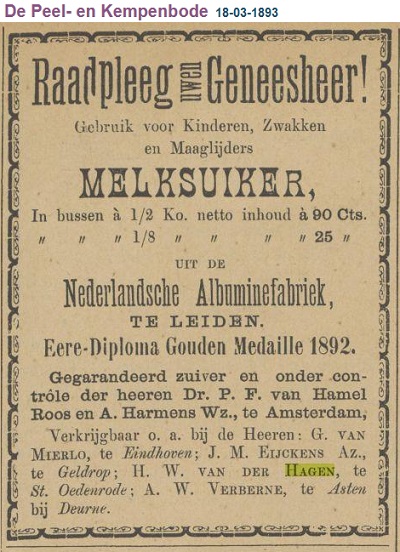 De Peel- en Kempenbode 18-03-1893
Raadpleeg uwen Geneesheer!
Gebruik voor Kinderen, Zwakken
en Maaglijders
MELKSUIKER,
In bussen à 1/2 Ko. netto inhoud à 90 Cts.
" " " 1/8 " " " " 25 "
UIT DE
Nederlandsche Albuminefabriek,
TE LEIDEN.
Eere-Diploma Gouden Medaille 1892.
Gegarandeerd zuiver en onder con-
trôle der heeren Dr. P. F. van Hamel
Roos en A. Harmens Wz., te Amsterdam,
Verkrijgbaar o. a. bij de Heeren: G. VAN
MIERLO, te Eindhoven; J. M. EIJCKENS AZ.,
te Geldrop; H. W. VAN DER HAGEN, te
St. Oedenrode; A. W. VERBERNE, te Asten
bij Deurne.